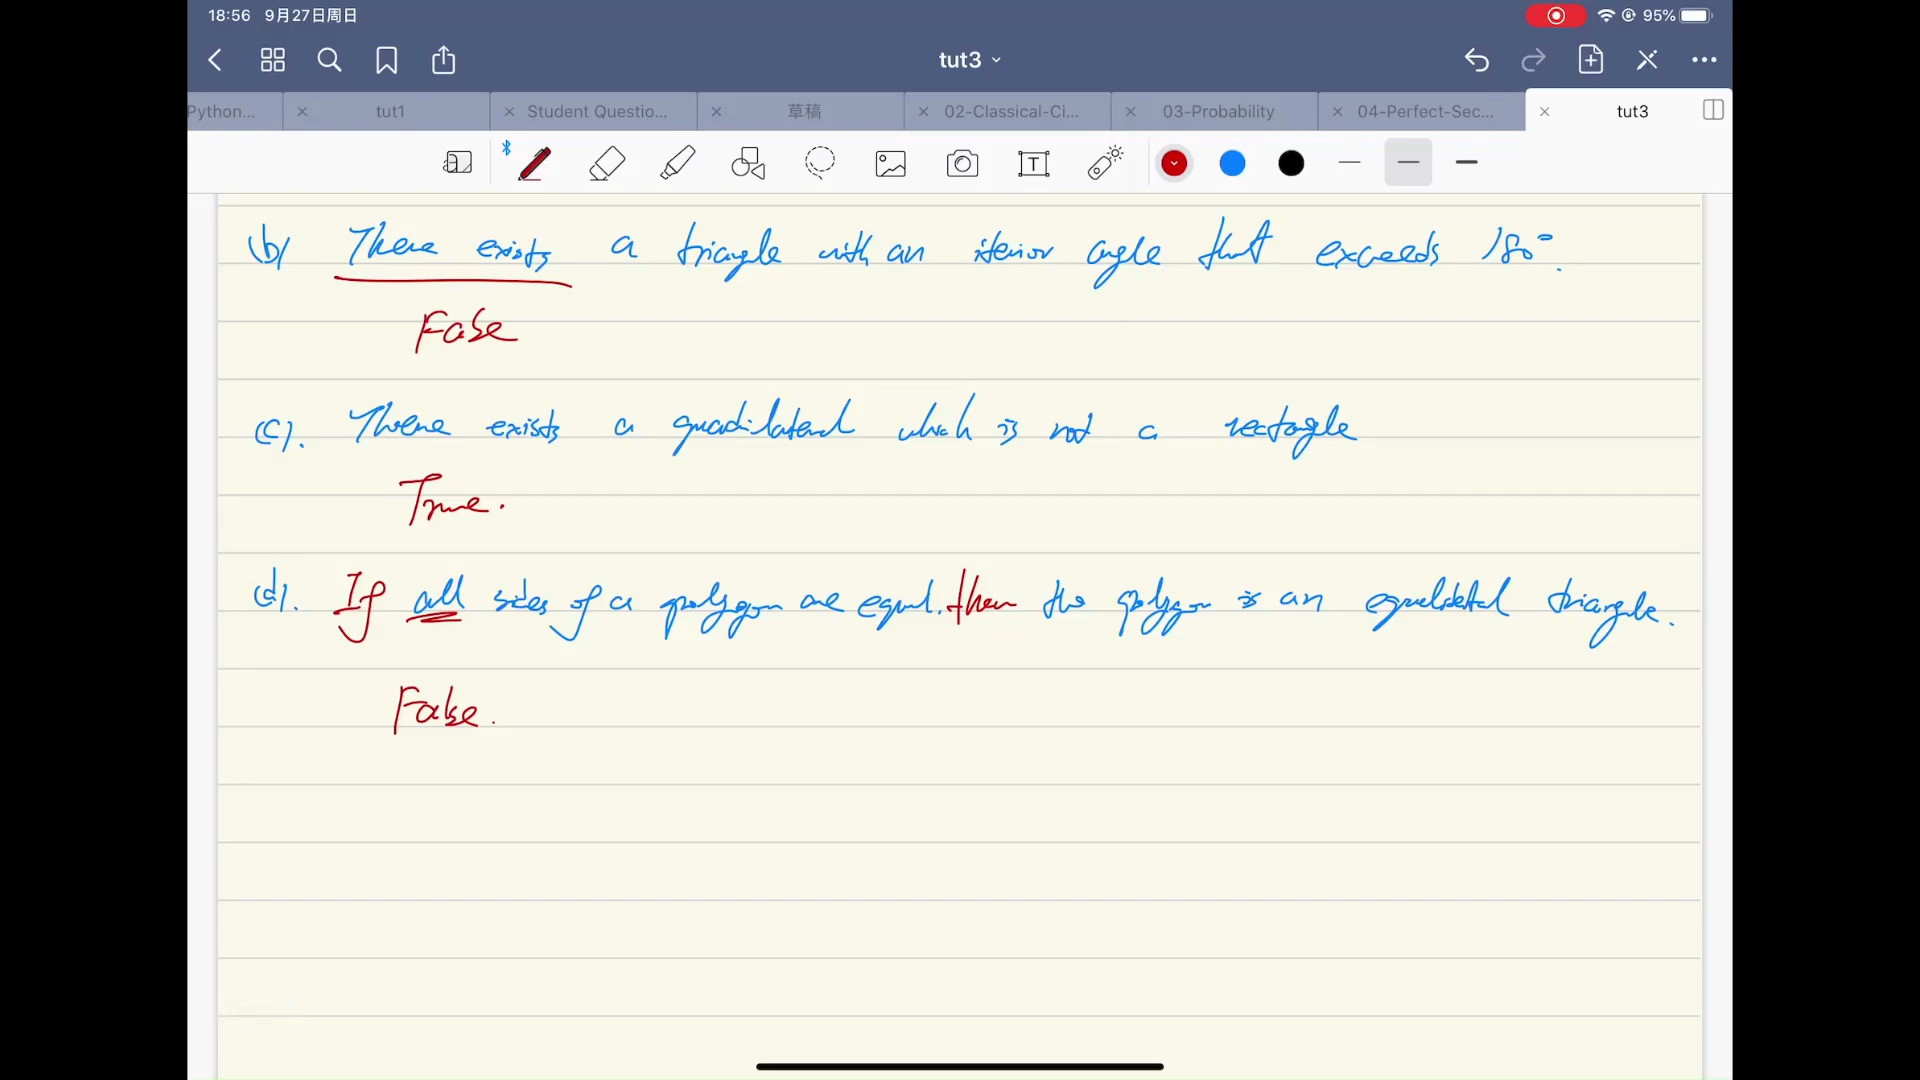 18:56 9月27日周日 95%
tut3
Python... tut1 Student Questio... 草稿 02-Classical-Ci... 03-Probability 04-Perfect-Sec... tut3
(b) There exists a triangle with an iterior angle that exceeds 180°.
False
(c). There exists a quadilateral which is not a rectangle
True.
(d). If all sides of a polygon are equal. then the polygon is an equilateral triangle.
False.